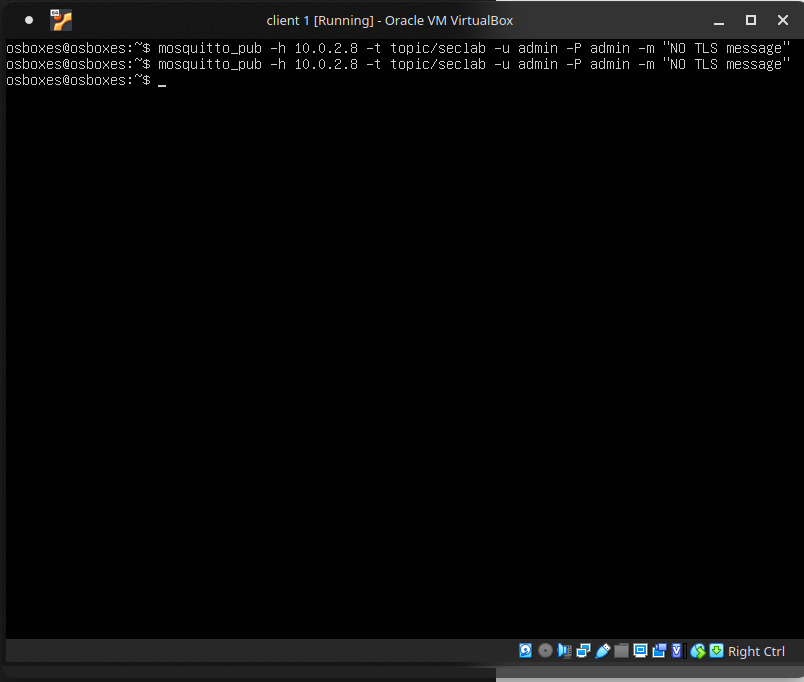 client 1 [Running] - Oracle VM VirtualBox
osboxes@osboxes:~$ mosquitto_pub -h 10.0.2.8 -t topic/seclab -u admin -P admin -m "NO TLS message"
osboxes@osboxes:~$ mosquitto_pub -h 10.0.2.8 -t topic/seclab -u admin -P admin -m "NO TLS message"
osboxes@osboxes:~$ _
Right Ctrl